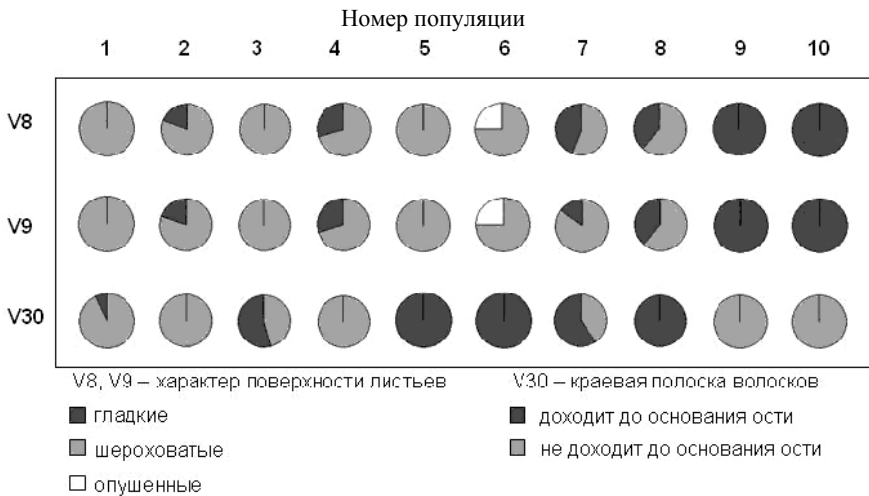 Номер популяции
1 2 3 4 5 6 7 8 9 10
V8
V9
V30
V8, V9 – характер поверхности листьев
гладкие
шероховатые
опушенные
V30 – краевая полоска волосков
доходит до основания ости
не доходит до основания ости